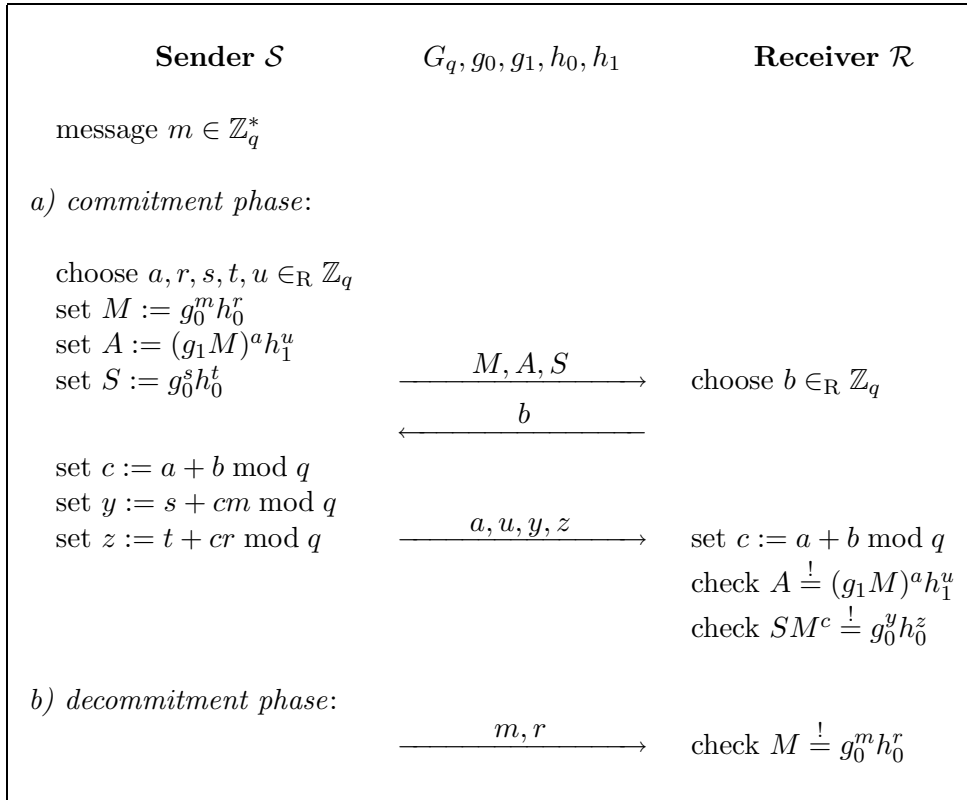 Sender 𝒮 G_q, g_0, g_1, h_0, h_1 Receiver ℛ
message m ∈ ℤ_q^*
a) commitment phase:
choose a, r, s, t, u ∈_R ℤ_q
set M := g_0^m h_0^r
set A := (g_1 M)^a h_1^u
set S := g_0^s h_0^t M, A, S ⟶ choose b ∈_R ℤ_q
b ⟵
set c := a + b mod q
set y := s + cm mod q
set z := t + cr mod q a, u, y, z ⟶ set c := a + b mod q
check A =^! (g_1 M)^a h_1^u
check SM^c =^! g_0^y h_0^z
b) decommitment phase:
m, r ⟶ check M =^! g_0^m h_0^r